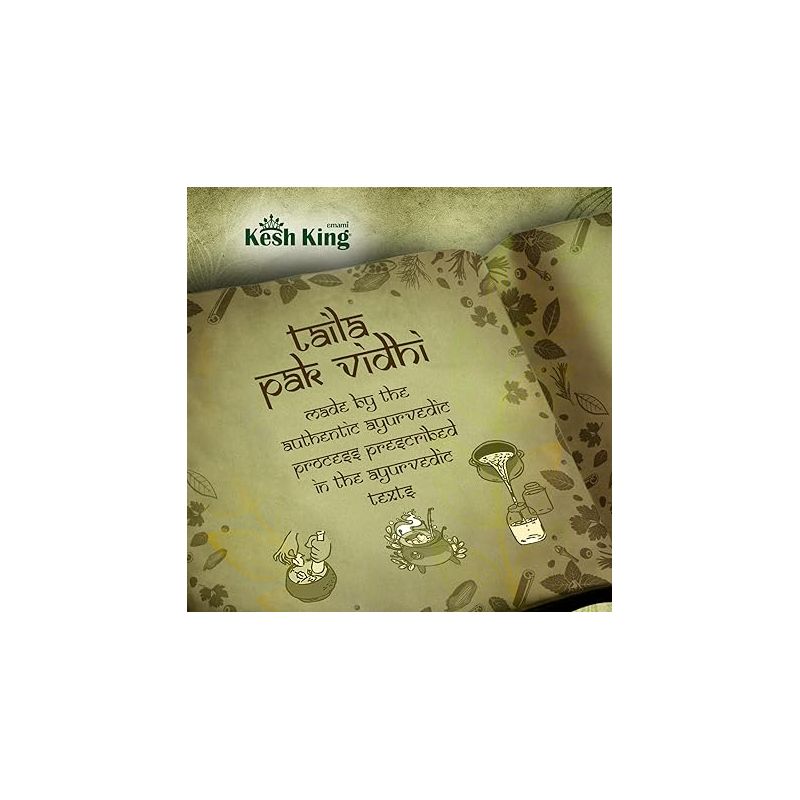 emami
Kesh King®
taila
pak vidhi
made by the
authentic ayurvedic
process prescribed
in the ayurvedic
texts